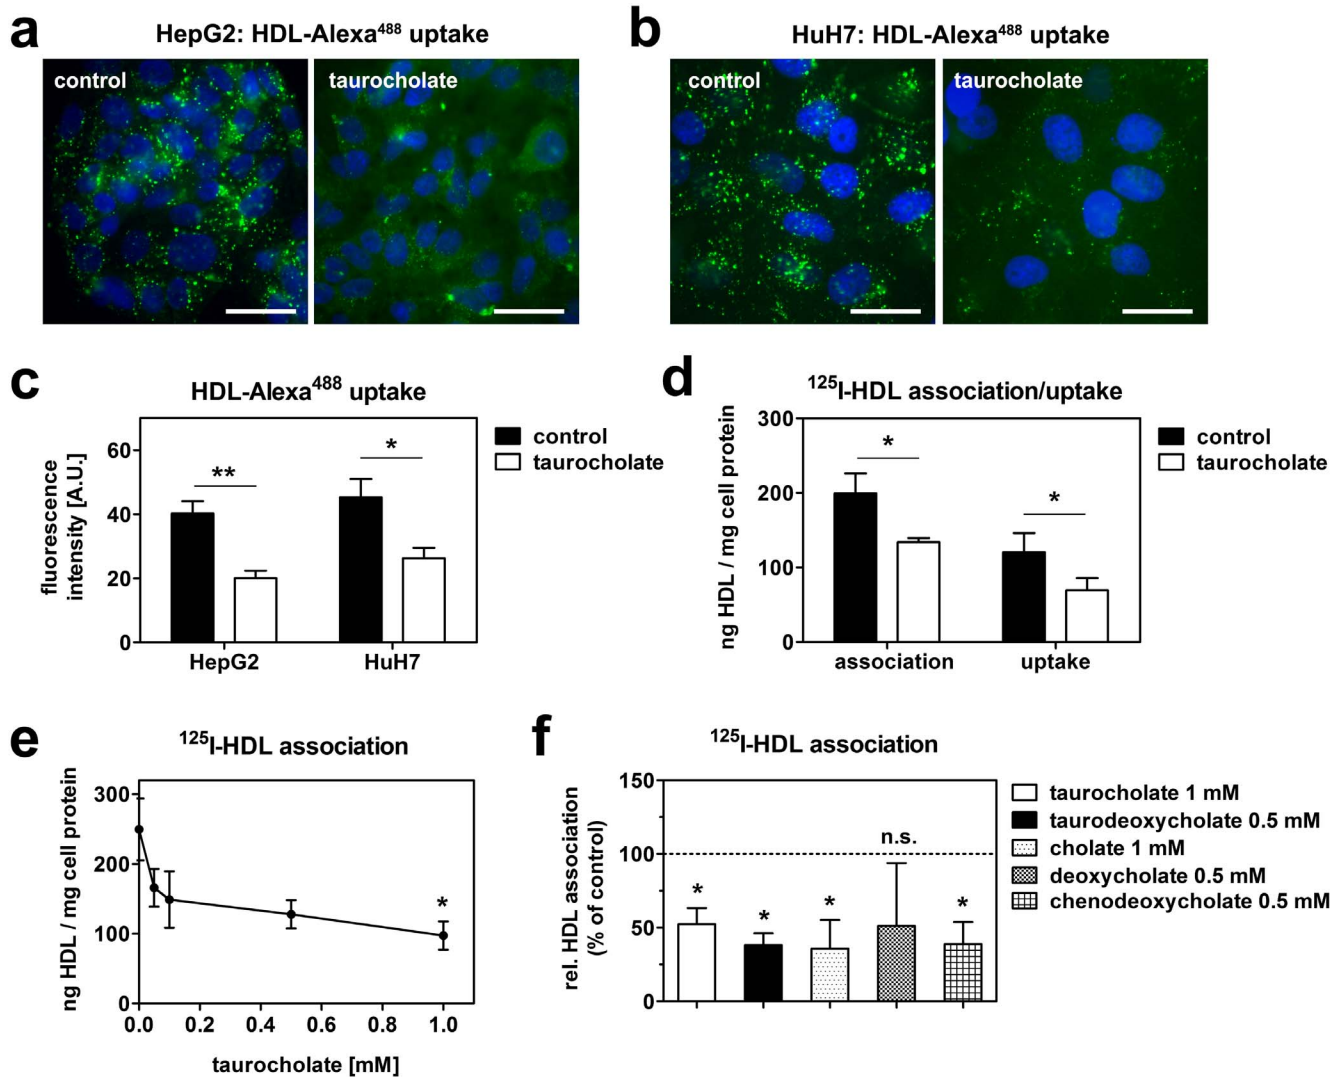 a
HepG2: HDL-Alexa⁴⁸⁸ uptake
control
taurocholate
b
HuH7: HDL-Alexa⁴⁸⁸ uptake
control
taurocholate
c
HDL-Alexa⁴⁸⁸ uptake
fluorescence
intensity [A.U.]
60
40
20
0
**
*
HepG2
HuH7
control
taurocholate
d
¹²⁵I-HDL association/uptake
ng HDL / mg cell protein
300
200
100
0
*
*
association
uptake
control
taurocholate
e
¹²⁵I-HDL association
ng HDL / mg cell protein
300
200
100
0
*
0.0 0.2 0.4 0.6 0.8 1.0
taurocholate [mM]
f
¹²⁵I-HDL association
rel. HDL association
(% of control)
150
100
50
0
*
*
*
n.s.
*
taurocholate 1 mM
taurodeoxycholate 0.5 mM
cholate 1 mM
deoxycholate 0.5 mM
chenodeoxycholate 0.5 mM